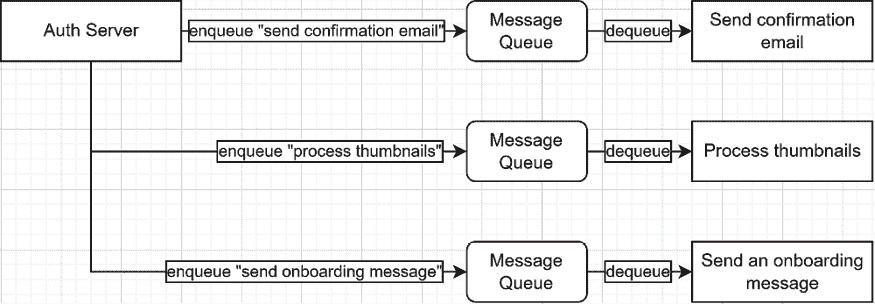 Auth Server
enqueue "send confirmation email"
Message
Queue
dequeue
Send confirmation
email
enqueue "process thumbnails"
Message
Queue
dequeue
Process thumbnails
enqueue "send onboarding message"
Message
Queue
dequeue
Send an onboarding
message